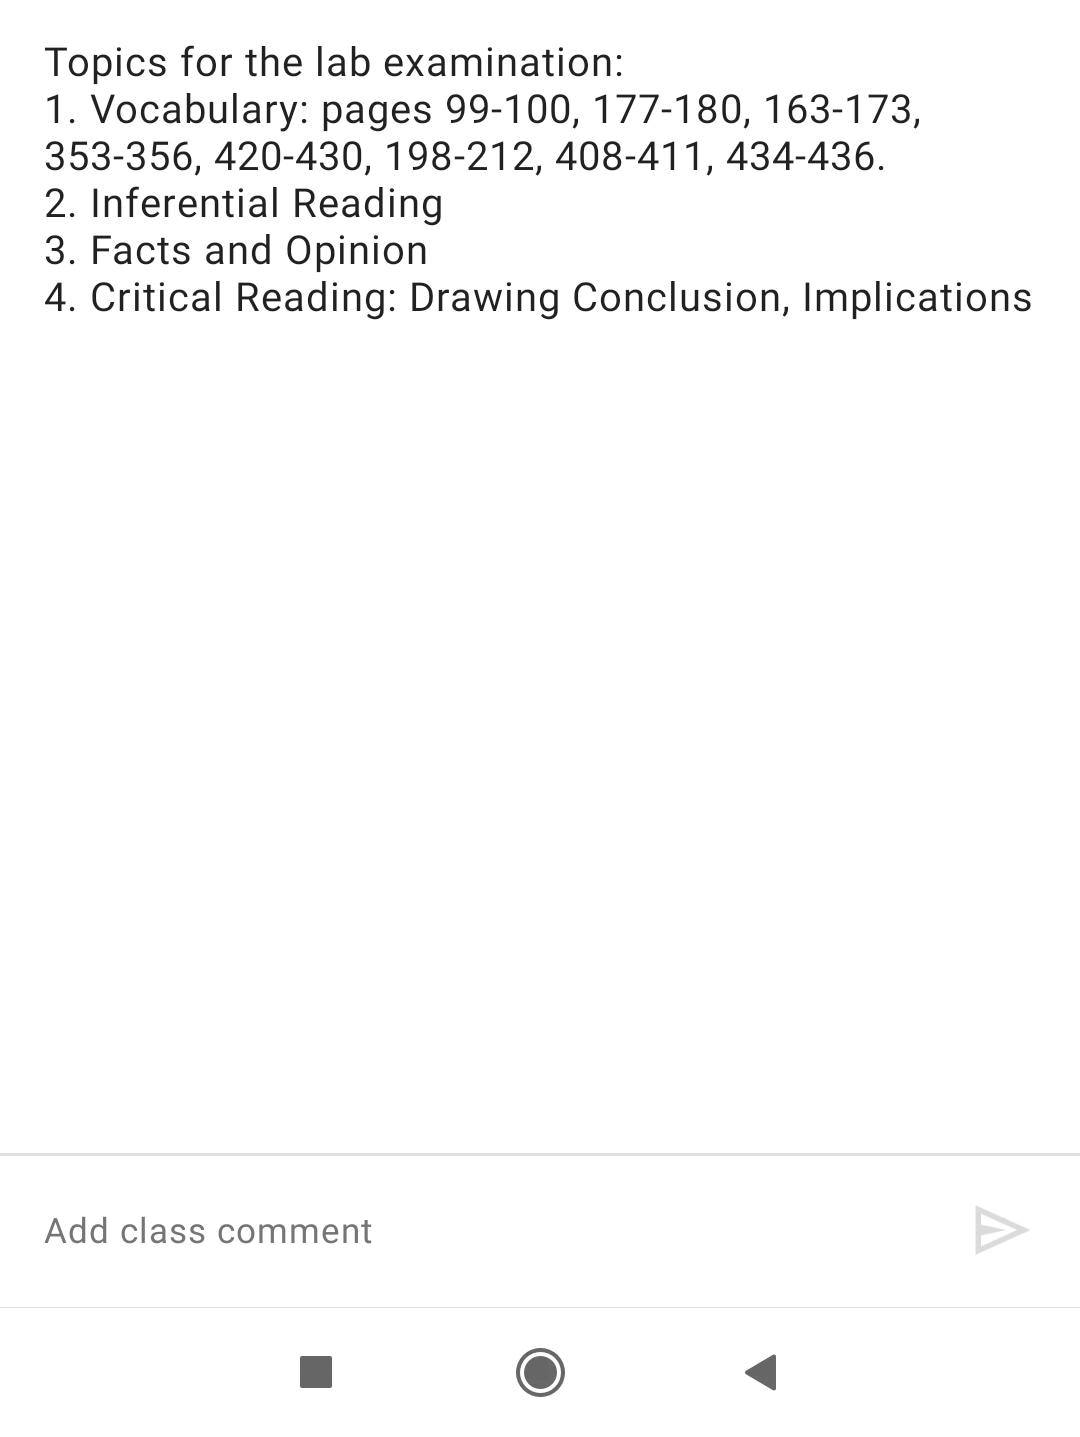 Topics for the lab examination:
1. Vocabulary: pages 99-100, 177-180, 163-173,
353-356, 420-430, 198-212, 408-411, 434-436.
2. Inferential Reading
3. Facts and Opinion
4. Critical Reading: Drawing Conclusion, Implications
Add class comment